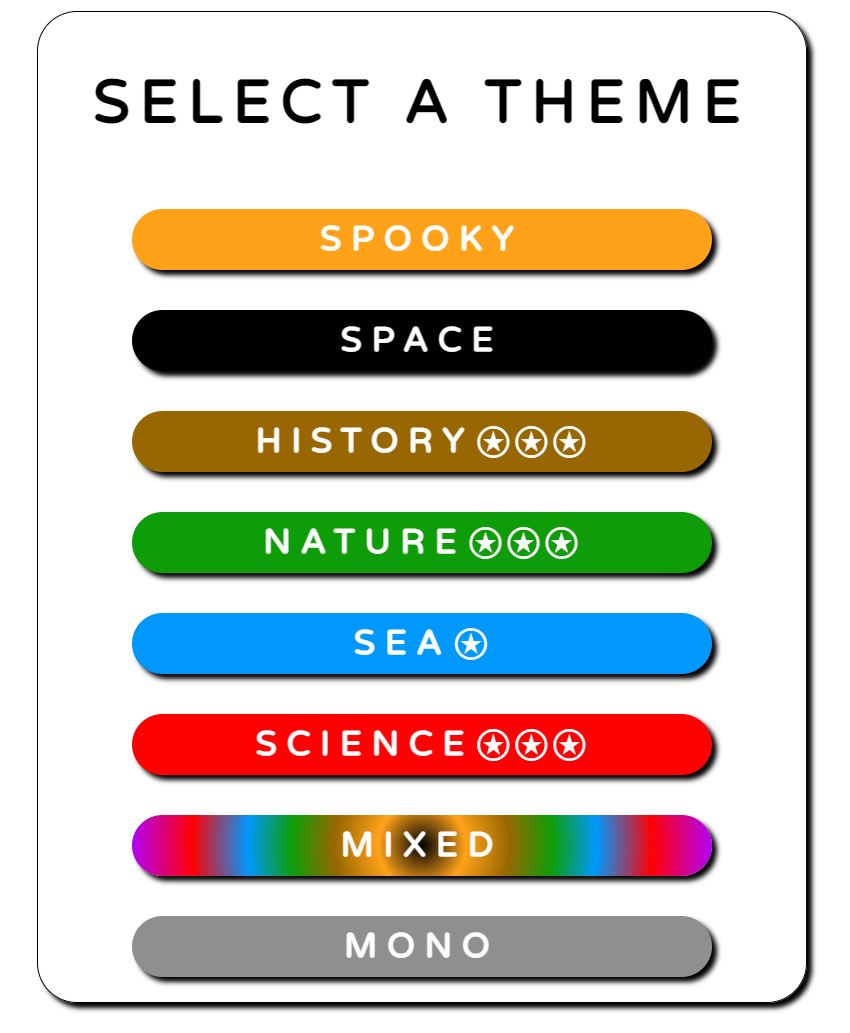 SELECT A THEME
SPOOKY
SPACE
HISTORY✪✪✪
NATURE✪✪✪
SEA✪
SCIENCE✪✪✪
MIXED
MONO